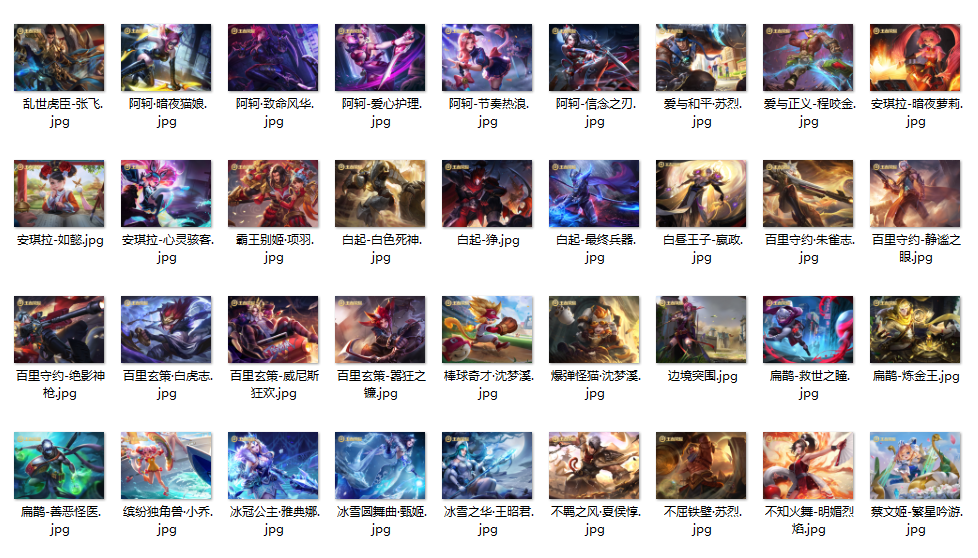 乱世虎臣-张飞.
jpg
阿轲·暗夜猫娘.
jpg
阿轲·致命风华.
jpg
阿轲-爱心护理.
jpg
阿轲-节奏热浪.
jpg
阿轲-信念之刃.
jpg
爱与和平·苏烈.
jpg
爱与正义-程咬金.
jpg
安琪拉-暗夜萝莉.
jpg
安琪拉-如懿.jpg
安琪拉-心灵骇客.
jpg
霸王别姬·项羽.
jpg
白起-白色死神.
jpg
白起-狰.jpg
白起-最终兵器.
jpg
白昼王子-嬴政.
jpg
百里守约·朱雀志.
jpg
百里守约-静谧之
眼.jpg
百里守约-绝影神
枪.jpg
百里玄策·白虎志.
jpg
百里玄策-威尼斯
狂欢.jpg
百里玄策-嚣狂之
镰.jpg
棒球奇才·沈梦溪.
jpg
爆弹怪猫·沈梦溪.
jpg
边境突围.jpg
扁鹊-救世之瞳.
jpg
扁鹊-炼金王.jpg
扁鹊-善恶怪医.
jpg
缤纷独角兽·小乔.
jpg
冰冠公主·雅典娜.
jpg
冰雪圆舞曲·甄姬.
jpg
冰雪之华·王昭君.
jpg
不羁之风·夏侯惇.
jpg
不屈铁壁·苏烈.
jpg
不知火舞-明媚烈
焰.jpg
蔡文姬-繁星吟游.
jpg